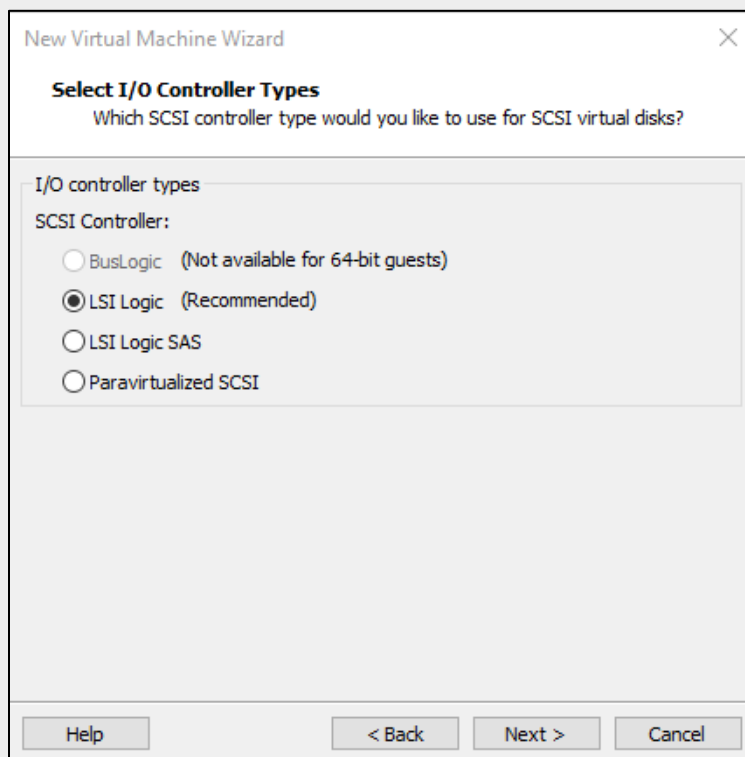 New Virtual Machine Wizard
Select I/O Controller Types
Which SCSI controller type would you like to use for SCSI virtual disks?
I/O controller types
SCSI Controller:
BusLogic (Not available for 64-bit guests)
LSI Logic (Recommended)
LSI Logic SAS
Paravirtualized SCSI
Help < Back Next > Cancel